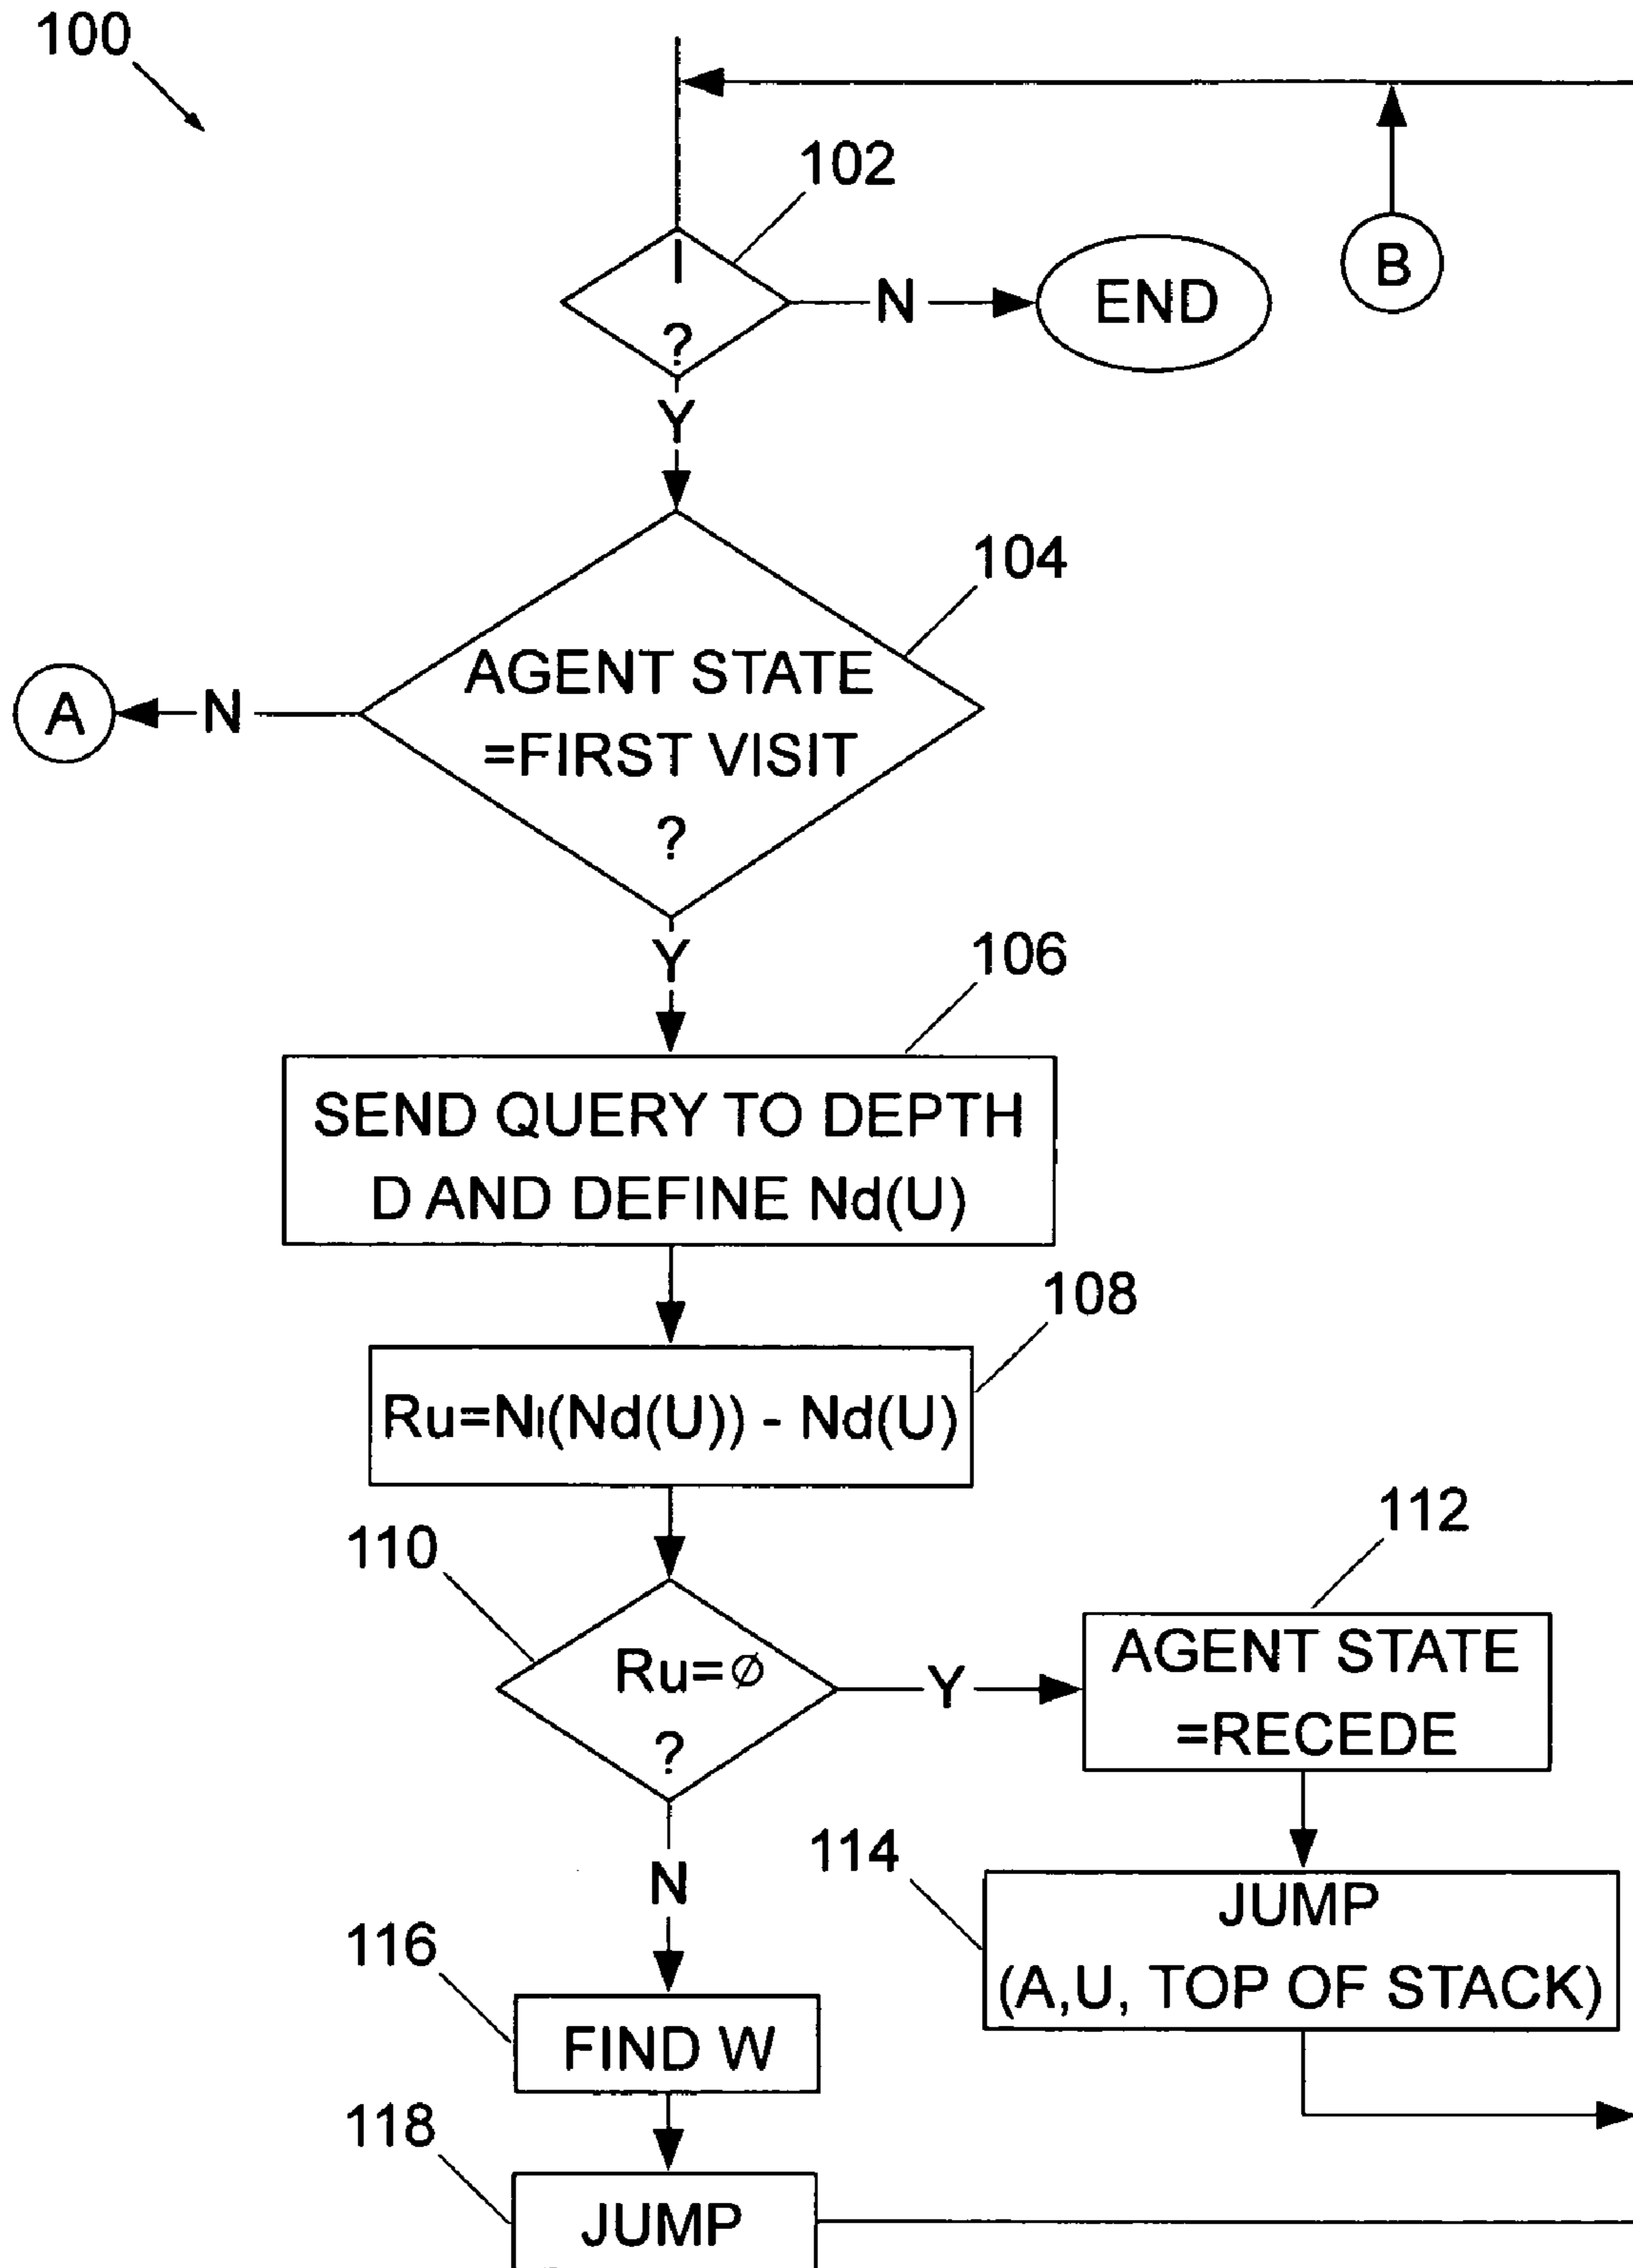 100
102
I
?
N
END
B
Y
104
AGENT STATE
=FIRST VISIT
?
N
A
Y
106
SEND QUERY TO DEPTH
D AND DEFINE Nd(U)
108
Ru=NI(Nd(U)) - Nd(U)
110
Ru=∅
?
Y
112
AGENT STATE
=RECEDE
N
114
JUMP
(A,U, TOP OF STACK)
116
FIND W
118
JUMP